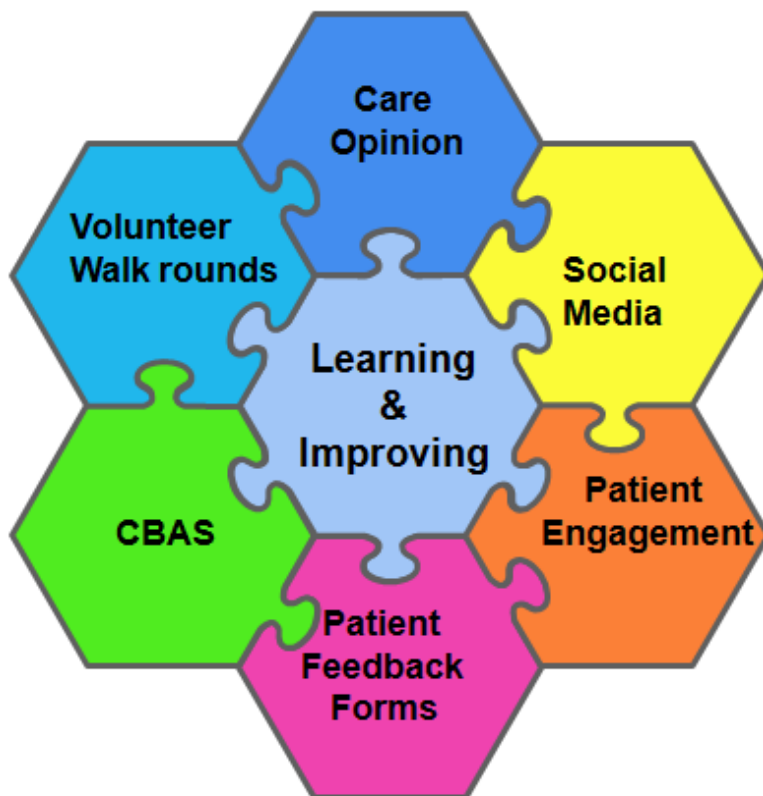 Care
Opinion
Volunteer
Walk rounds
Social
Media
Learning
&
Improving
Patient
Engagement
CBAS
Patient
Feedback
Forms